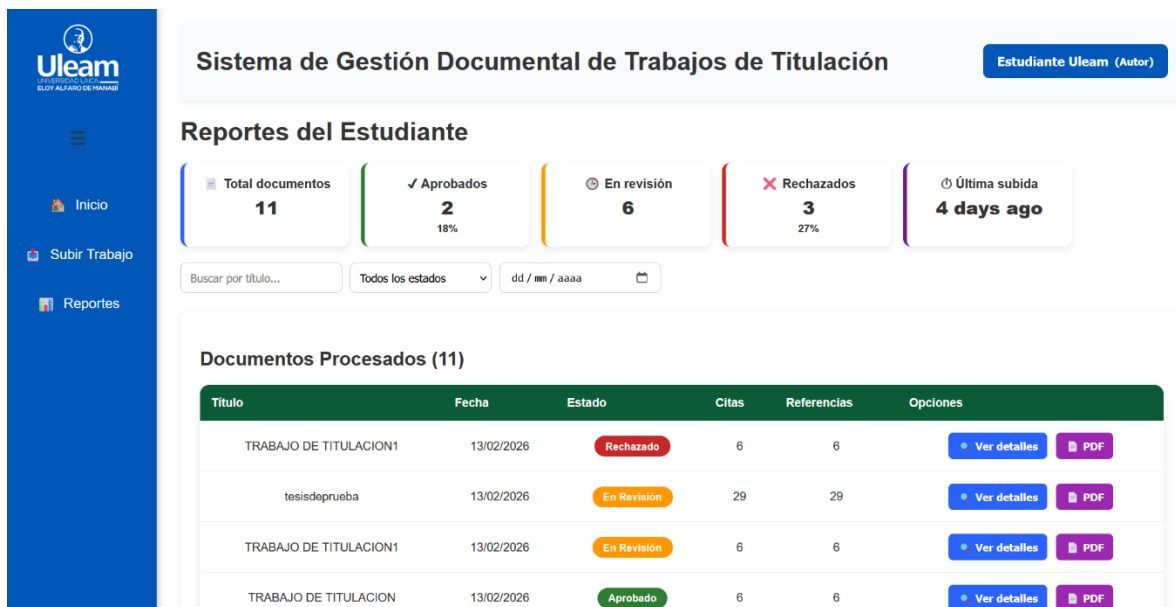 Uleam
UNIVERSIDAD LAICA
ELOY ALFARO DE MANABÍ
Inicio
Subir Trabajo
Reportes
Sistema de Gestión Documental de Trabajos de Titulación
Estudiante Uleam (Autor)
Reportes del Estudiante
Total documentos
11
✓ Aprobados
2
18%
En revisión
6
Rechazados
3
27%
Última subida
4 days ago
Buscar por título... Todos los estados dd / mm / aaaa
Documentos Procesados (11)
Título Fecha Estado Citas Referencias Opciones
TRABAJO DE TITULACION1 13/02/2026 Rechazado 6 6 Ver detalles PDF
tesisdeprueba 13/02/2026 En Revisión 29 29 Ver detalles PDF
TRABAJO DE TITULACION1 13/02/2026 En Revisión 6 6 Ver detalles PDF
TRABAJO DE TITULACION 13/02/2026 Aprobado 6 6 Ver detalles PDF